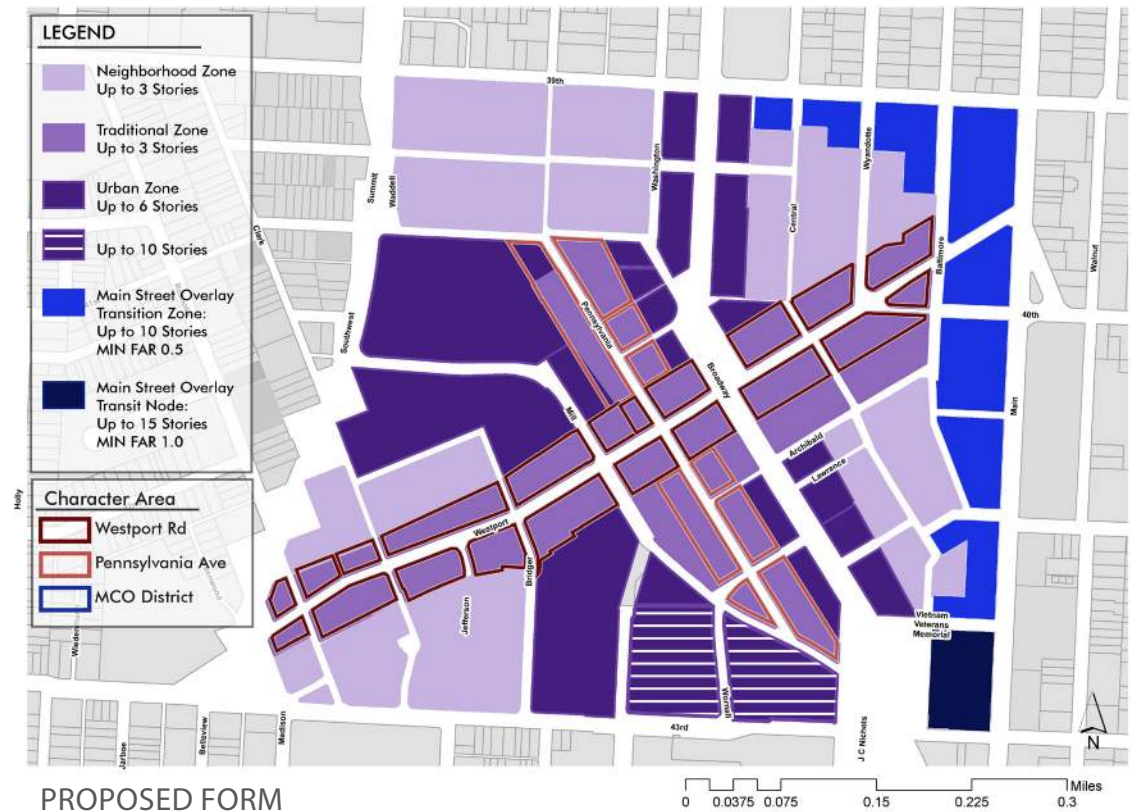 LEGEND
Neighborhood Zone
Up to 3 Stories
Traditional Zone
Up to 3 Stories
Urban Zone
Up to 6 Stories
Up to 10 Stories
Main Street Overlay
Transition Zone:
Up to 10 Stories
MIN FAR 0.5
Main Street Overlay
Transit Node:
Up to 15 Stories
MIN FAR 1.0
Character Area
Westport Rd
Pennsylvania Ave
MCO District
39th
Summit
Waddell
Washington
Central
Wyandotte
Baltimore
Walnut
Clark
Southwest
Pennsylvania
Broadway
40th
Main
Mill
Archibald
Lawrence
Holly
Westport
Bridger
Jefferson
Vietnam
Veterans
Memorial
Wornall
43rd
Madison
Belleview
Jarboe
J C Nichols
N
PROPOSED FORM
Miles
0 0.0375 0.075 0.15 0.225 0.3